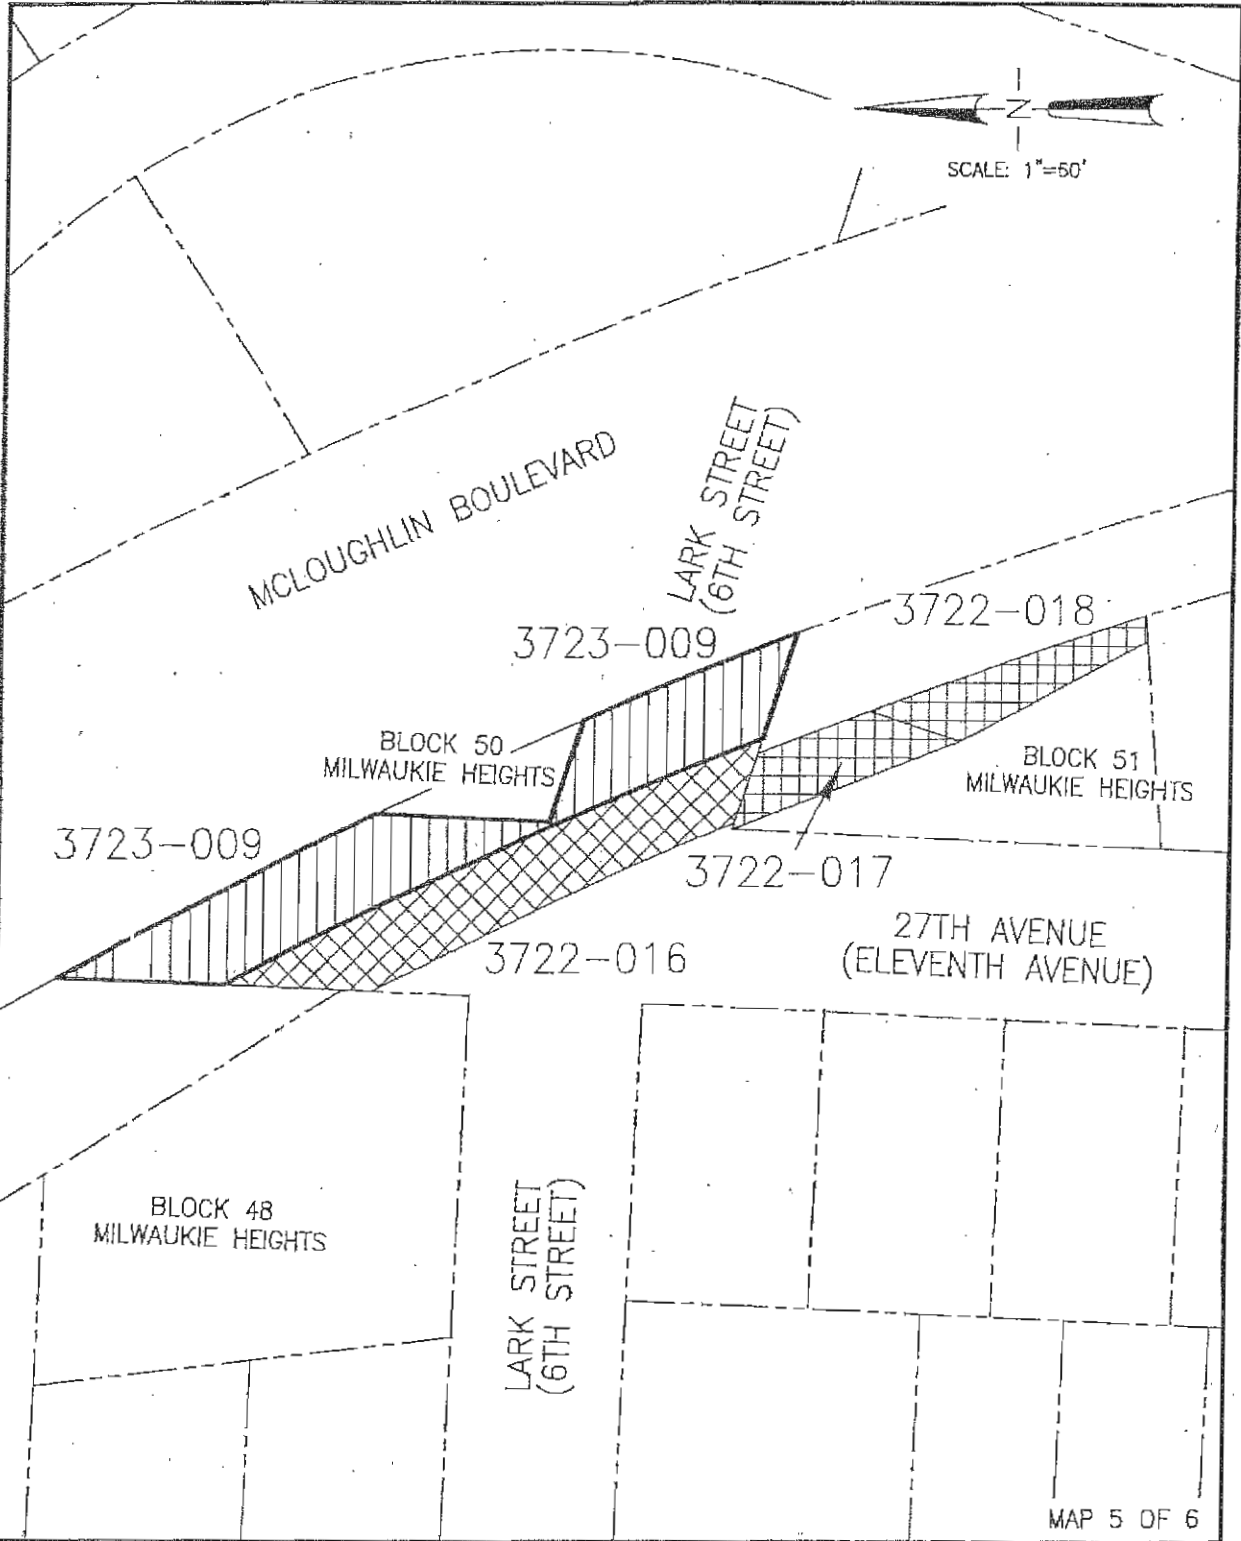 N
SCALE: 1"=50'
MCLOUGHLIN BOULEVARD
LARK STREET
(6TH STREET)
3722-018
3723-009
BLOCK 50
MILWAUKIE HEIGHTS
BLOCK 51
MILWAUKIE HEIGHTS
3723-009
3722-017
27TH AVENUE
(ELEVENTH AVENUE)
3722-016
BLOCK 48
MILWAUKIE HEIGHTS
LARK STREET
(6TH STREET)
MAP 5 OF 6